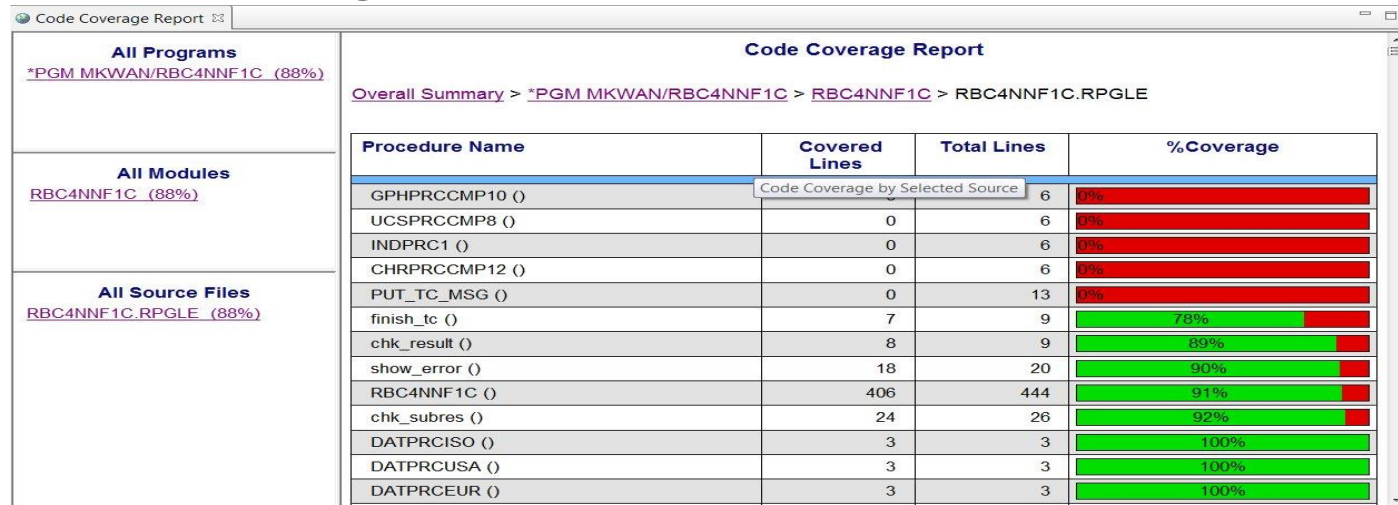 Code Coverage Report
All Programs
*PGM MKWAN/RBC4NNF1C (88%)
All Modules
RBC4NNF1C (88%)
All Source Files
RBC4NNF1C.RPGLE (88%)
Code Coverage Report
Overall Summary > *PGM MKWAN/RBC4NNF1C > RBC4NNF1C > RBC4NNF1C.RPGLE
Procedure Name Covered Lines Total Lines %Coverage
Code Coverage by Selected Source
GPHPRCCMP10 () 6 0%
UCSPRCCMP8 () 0 6 0%
INDPRC1 () 0 6 0%
CHRPRCCMP12 () 0 6 0%
PUT_TC_MSG () 0 13 0%
finish_tc () 7 9 78%
chk_result () 8 9 89%
show_error () 18 20 90%
RBC4NNF1C () 406 444 91%
chk_subres () 24 26 92%
DATPRCISO () 3 3 100%
DATPRCUSA () 3 3 100%
DATPRCEUR () 3 3 100%